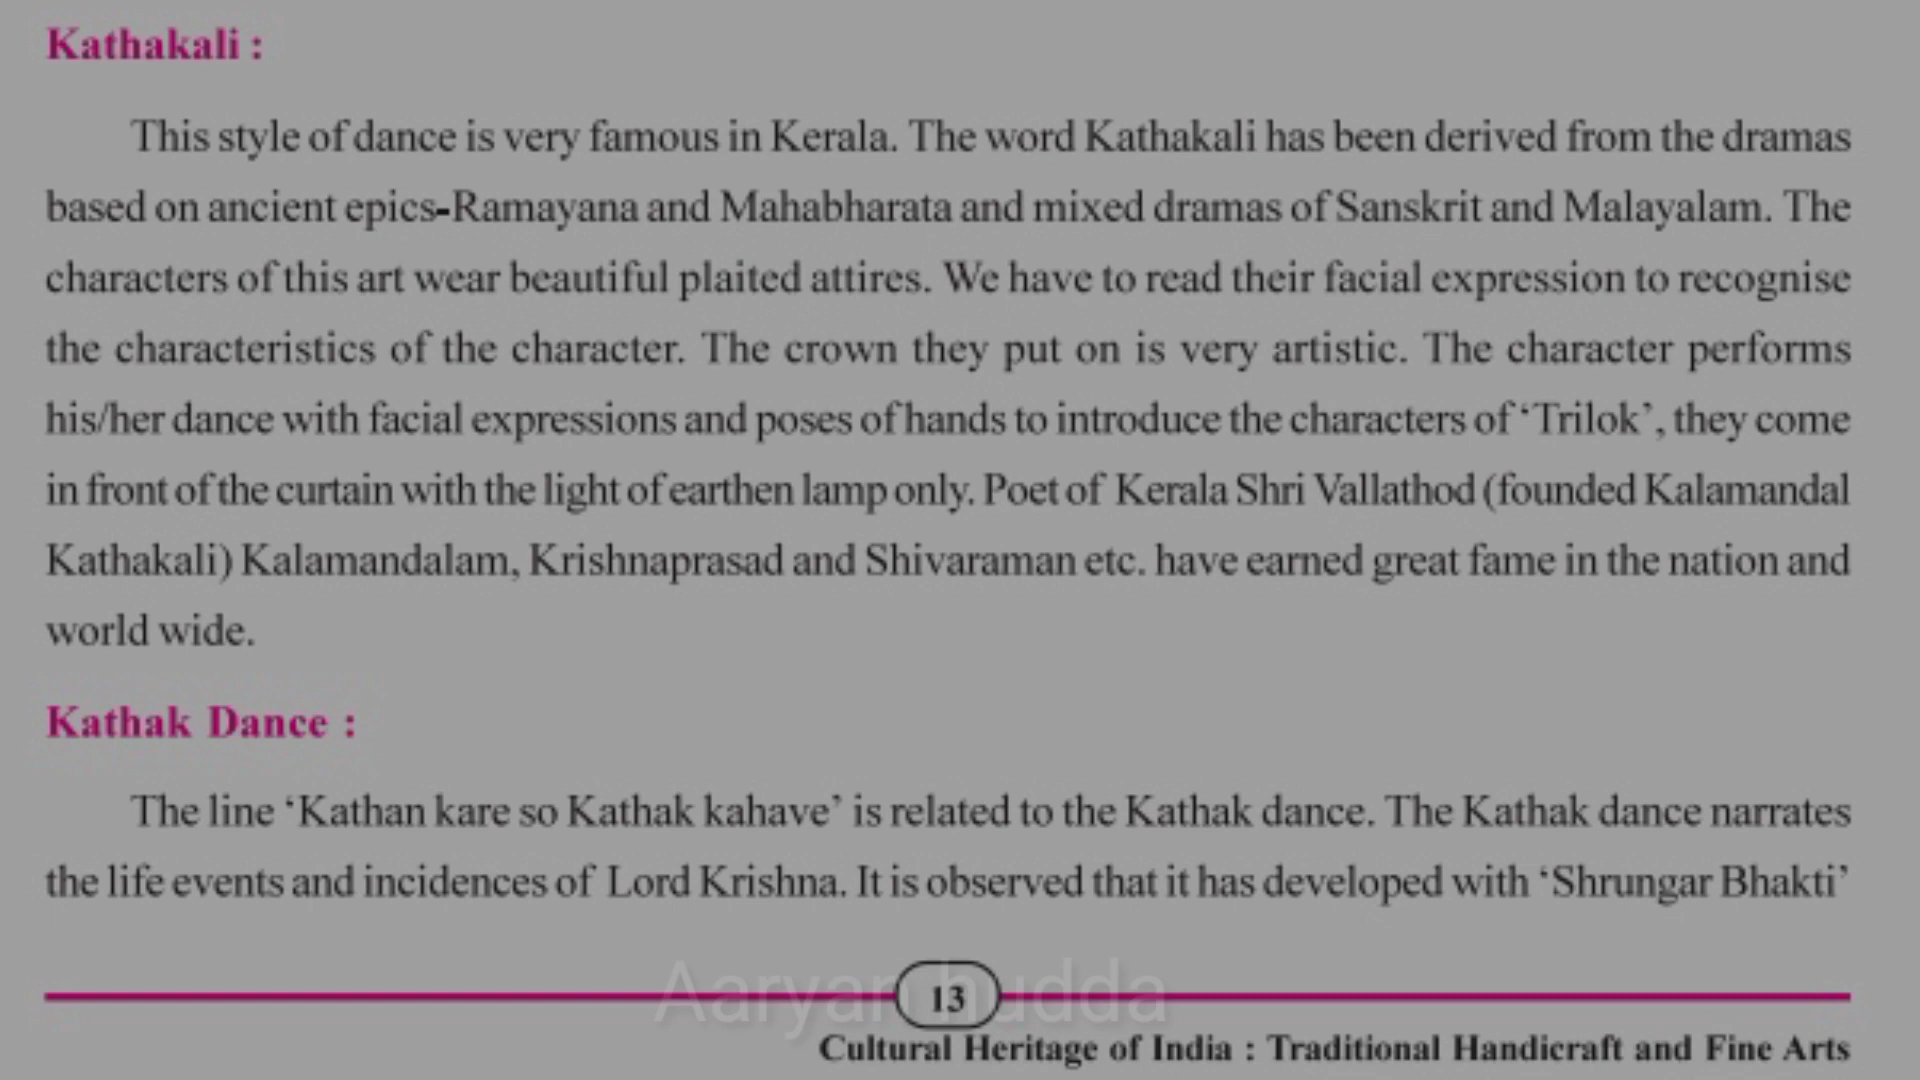 Kathakali :
This style of dance is very famous in Kerala. The word Kathakali has been derived from the dramas
based on ancient epics-Ramayana and Mahabharata and mixed dramas of Sanskrit and Malayalam. The
characters of this art wear beautiful plaited attires. We have to read their facial expression to recognise
the characteristics of the character. The crown they put on is very artistic. The character performs
his/her dance with facial expressions and poses of hands to introduce the characters of ‘Trilok’, they come
in front of the curtain with the light of earthen lamp only. Poet of Kerala Shri Vallathod (founded Kalamandal
Kathakali) Kalamandalam, Krishnaprasad and Shivaraman etc. have earned great fame in the nation and
world wide.
Kathak Dance :
The line ‘Kathan kare so Kathak kahave’ is related to the Kathak dance. The Kathak dance narrates
the life events and incidences of Lord Krishna. It is observed that it has developed with ‘Shrungar Bhakti’
13
Cultural Heritage of India : Traditional Handicraft and Fine Arts